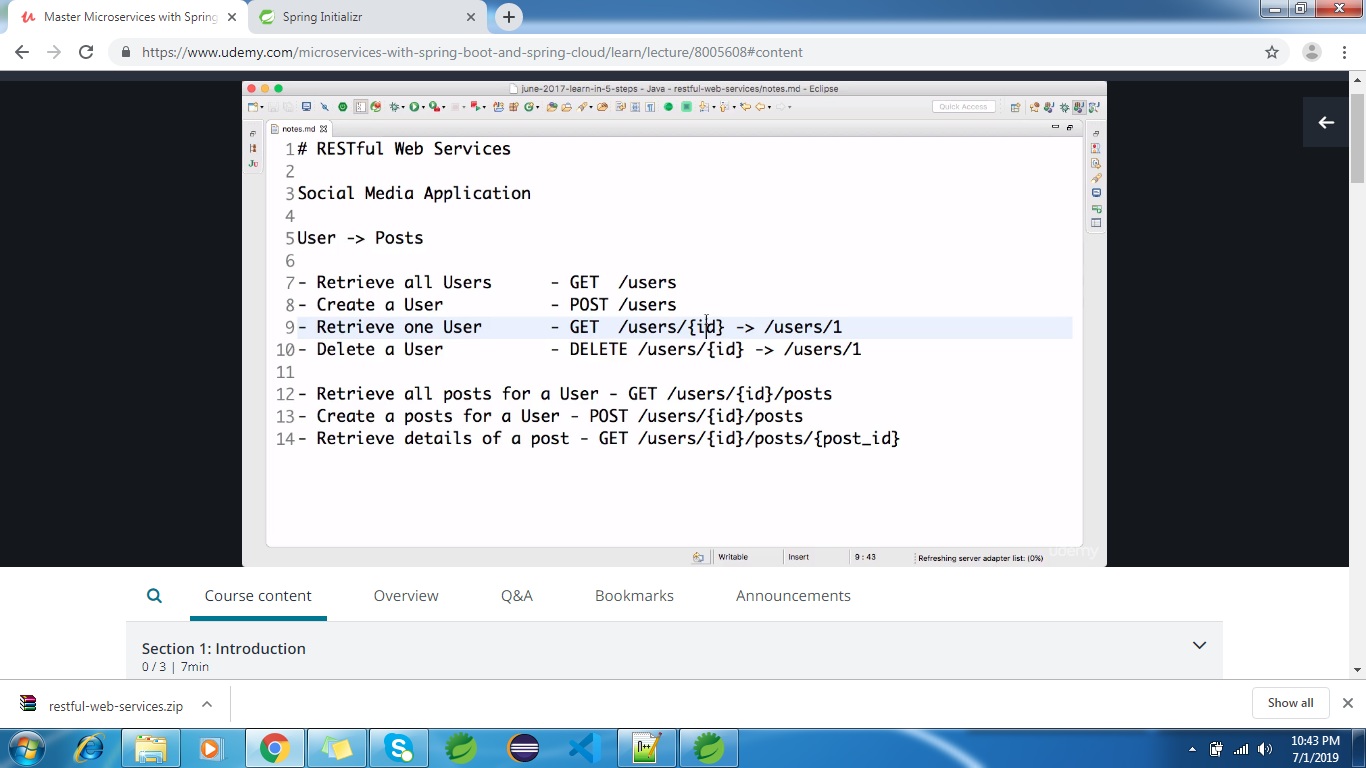 Master Microservices with Spring
Spring Initializr
https://www.udemy.com/microservices-with-spring-boot-and-spring-cloud/learn/lecture/8005608#content
june-2017-learn-in-5-steps - Java - restful-web-services/notes.md - Eclipse
Quick Access
notes.md
1 # RESTful Web Services
2
3 Social Media Application
4
5 User -> Posts
6
7 - Retrieve all Users - GET /users
8 - Create a User - POST /users
9 - Retrieve one User - GET /users/{id} -> /users/1
10 - Delete a User - DELETE /users/{id} -> /users/1
11
12 - Retrieve all posts for a User - GET /users/{id}/posts
13 - Create a posts for a User - POST /users/{id}/posts
14 - Retrieve details of a post - GET /users/{id}/posts/{post_id}
Writable Insert 9 : 43 Refreshing server adapter list: (0%)
udemy
Course content Overview Q&A Bookmarks Announcements
Section 1: Introduction
0 / 3 | 7min
restful-web-services.zip
Show all
10:43 PM
7/1/2019